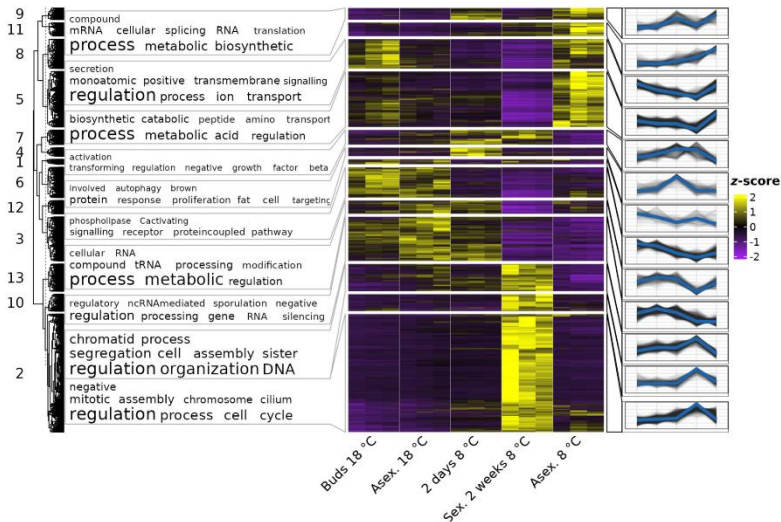 9
compound
11
mRNA cellular splicing RNA translation
8
process metabolic biosynthetic
secretion
monoatomic positive transmembrane signalling
5
regulation process ion transport
biosynthetic catabolic peptide amino transport
7
process metabolic acid regulation
4
activation
1
transforming regulation negative growth factor beta
6
involved autophagy brown
protein response proliferation fat cell targeting
12
phospholipase Cactivating
signalling receptor proteincoupled pathway
3
cellular RNA
compound tRNA processing modification
13
process metabolic regulation
10
regulatory ncRNAmediated sporulation negative
regulation processing gene RNA silencing
chromatid process
segregation cell assembly sister
regulation organization DNA
2
negative
mitotic assembly chromosome cilium
regulation process cell cycle
Buds 18 °C
Asex. 18 °C
2 days 8 °C
Sex. 2 weeks 8 °C
Asex. 8 °C
z-score
2
1
0
-1
-2